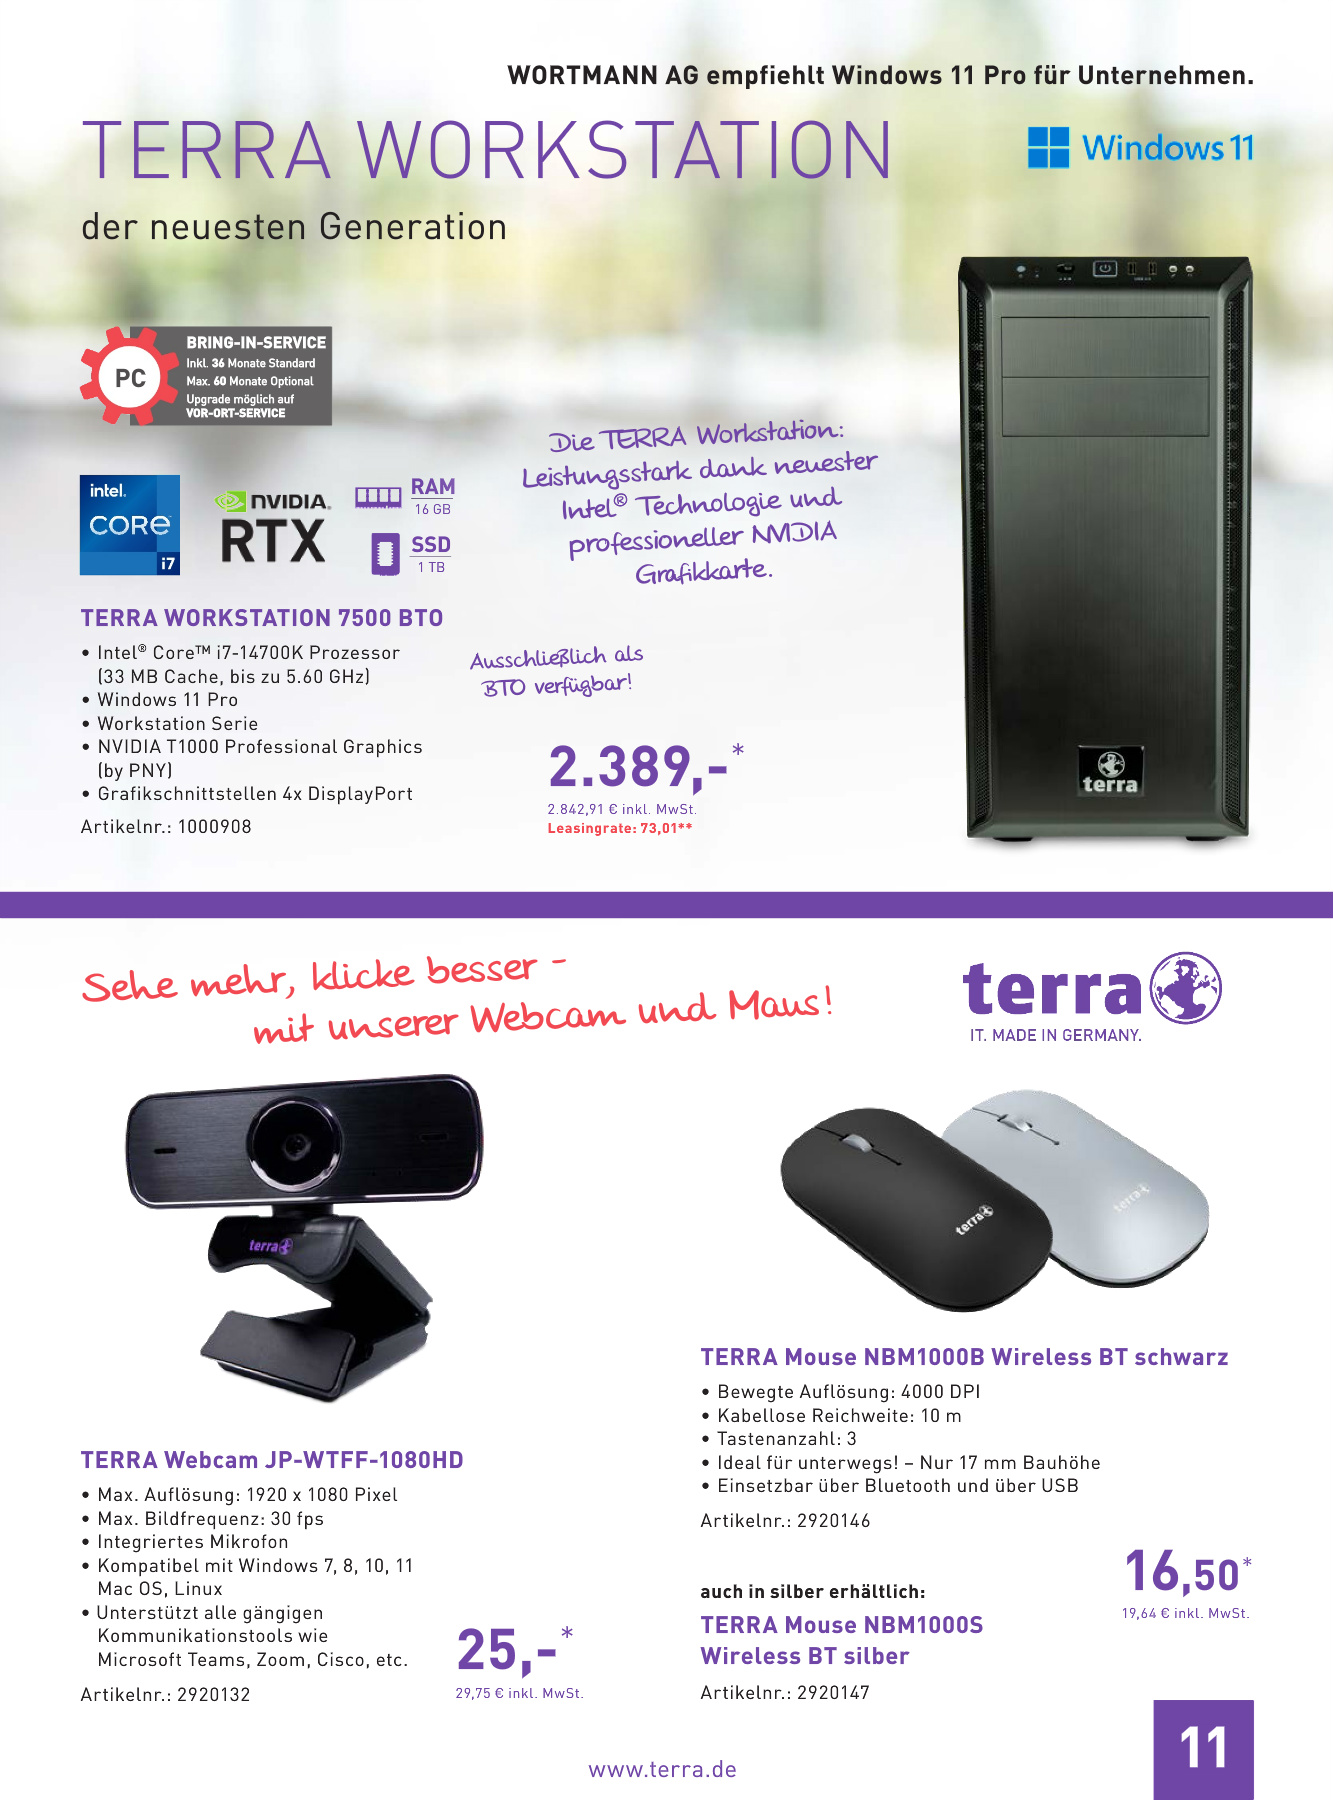 WORTMANN AG empfiehlt Windows 11 Pro für Unternehmen.
TERRA WORKSTATION
Windows 11
der neuesten Generation
PC
BRING-IN-SERVICE
Inkl. 36 Monate Standard
Max. 60 Monate Optional
Upgrade möglich auf
VOR-ORT-SERVICE
Die TERRA Workstation:
Leistungsstark dank neuester
Intel® Technologie und
professioneller NVIDIA
Grafikkarte.
intel.
CORE
i7
NVIDIA.
RTX
RAM
16 GB
SSD
1 TB
TERRA WORKSTATION 7500 BTO
• Intel® Core™ i7-14700K Prozessor
(33 MB Cache, bis zu 5.60 GHz)
• Windows 11 Pro
• Workstation Serie
• NVIDIA T1000 Professional Graphics
(by PNY)
• Grafikschnittstellen 4x DisplayPort
Artikelnr.: 1000908
Ausschließlich als
BTO verfügbar!
2.389,-*
2.842,91 € inkl. MwSt.
Leasingrate: 73,01**
terra
Sehe mehr, klicke besser -
mit unserer Webcam und Maus!
terra
IT. MADE IN GERMANY.
terra
terra
terra
TERRA Webcam JP-WTFF-1080HD
• Max. Auflösung: 1920 x 1080 Pixel
• Max. Bildfrequenz: 30 fps
• Integriertes Mikrofon
• Kompatibel mit Windows 7, 8, 10, 11
Mac OS, Linux
• Unterstützt alle gängigen
Kommunikationstools wie
Microsoft Teams, Zoom, Cisco, etc.
Artikelnr.: 2920132
25,-*
29,75 € inkl. MwSt.
TERRA Mouse NBM1000B Wireless BT schwarz
• Bewegte Auflösung: 4000 DPI
• Kabellose Reichweite: 10 m
• Tastenanzahl: 3
• Ideal für unterwegs! – Nur 17 mm Bauhöhe
• Einsetzbar über Bluetooth und über USB
Artikelnr.: 2920146
16,50*
19,64 € inkl. MwSt.
auch in silber erhältlich:
TERRA Mouse NBM1000S
Wireless BT silber
Artikelnr.: 2920147
www.terra.de
11